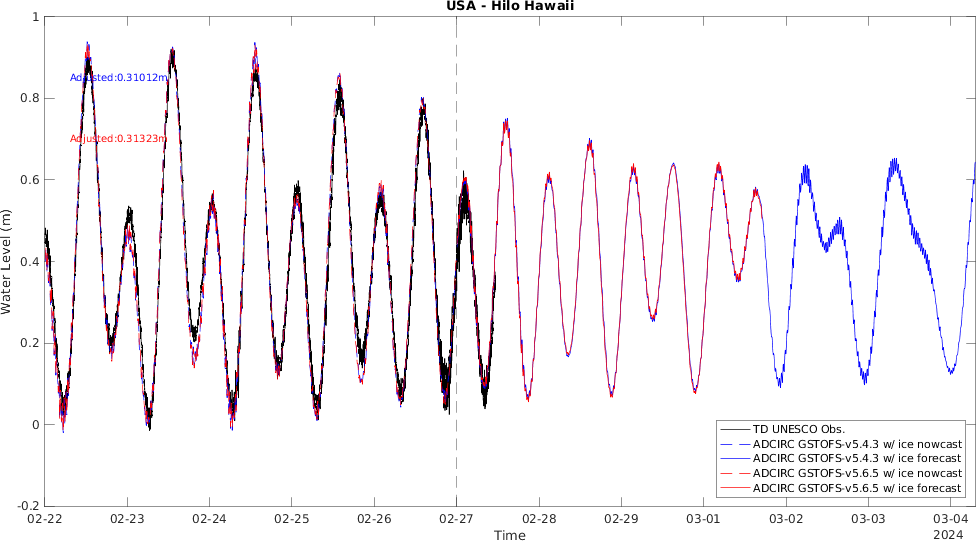 USA - Hilo Hawaii
1
0.8
0.6
0.4
0.2
0
-0.2
Water Level (m)
Adjusted:0.31012m
Adjusted:0.31323m
TD UNESCO Obs.
ADCIRC GSTOFS-v5.4.3 w/ ice nowcast
ADCIRC GSTOFS-v5.4.3 w/ ice forecast
ADCIRC GSTOFS-v5.6.5 w/ ice nowcast
ADCIRC GSTOFS-v5.6.5 w/ ice forecast
02-22 02-23 02-24 02-25 02-26 02-27 02-28 02-29 03-01 03-02 03-03 03-04
2024
Time